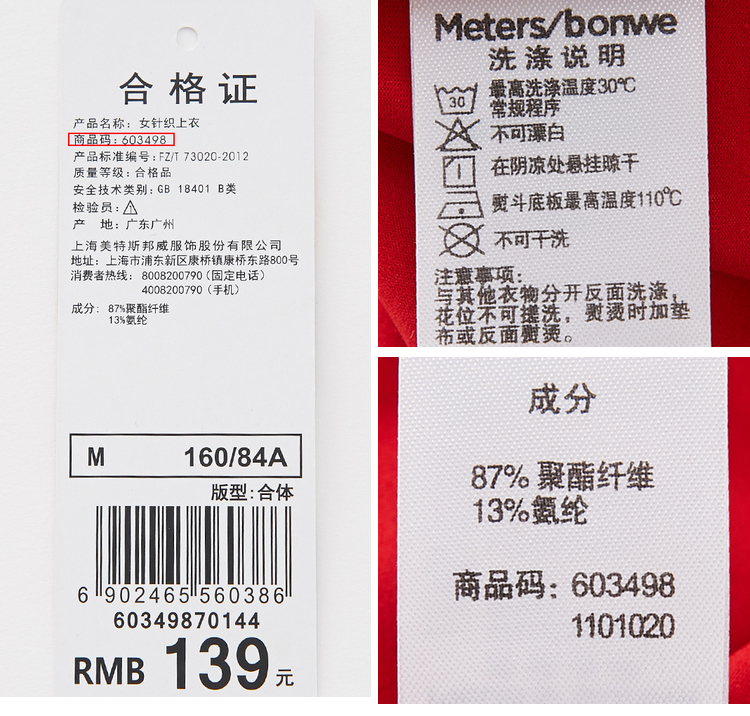 合格证
产品名称：女针织上衣
商品码：603498
产品标准编号：FZ/T 73020-2012
质量等级：合格品
安全技术类别：GB 18401 B类
检验员：
产 地：广东广州
上海美特斯邦威服饰股份有限公司
地址：上海市浦东新区康桥镇康桥东路800号
消费者热线：8008200790（固定电话）
4008200790（手机）
成分：87%聚酯纤维
13%氨纶
M 160/84A
版型：合体
6 902465 560386
60349870144
RMB 139元
Meters/bonwe
洗涤说明
30 最高洗涤温度30℃
常规程序
不可漂白
在阴凉处悬挂晾干
熨斗底板最高温度110℃
不可干洗
注意事项：
与其他衣物分开反面洗涤，
花位不可搓洗，熨烫时加垫
布或反面熨烫。
成分
87% 聚酯纤维
13%氨纶
商品码：603498
1101020